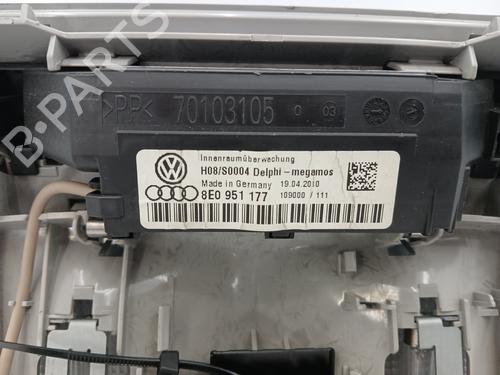 >PP< 70103105 0 03
Innenraumüberwachung
H08/S0004 Delphi-megamos
Made in Germany 19.04.2010
8E0 951 177 109000 / 111
B-PARTS